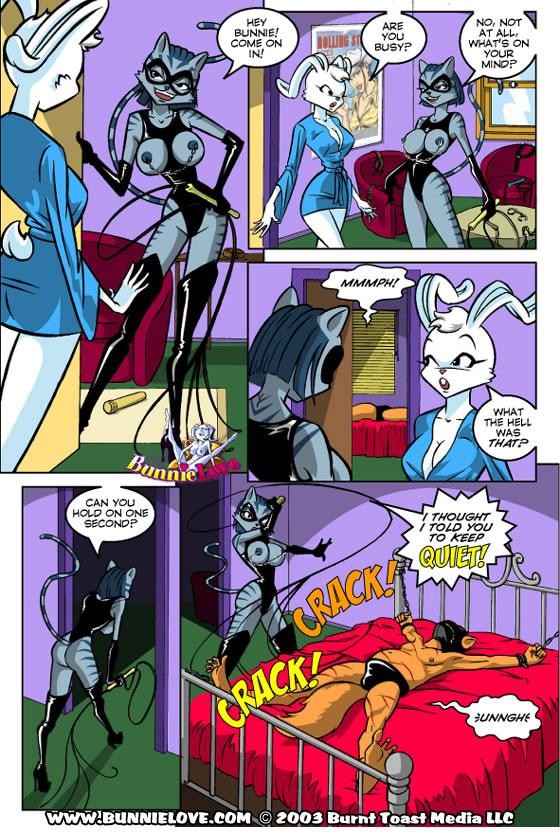 HEY
BUNNIE!
COME ON
IN!
ARE
YOU
BUSY?
NO, NOT
AT ALL,
WHAT'S ON
YOUR
MIND?
ROLLING ST
MMMPH!
WHAT
THE HELL
WAS
THAT?
BunnieLove
CAN YOU
HOLD ON ONE
SECOND?
I THOUGHT
I TOLD YOU
TO KEEP
QUIET!
CRACK!
CRACK!
WWW.BUNNIELOVE.COM © 2003 Burnt Toast Media LLC